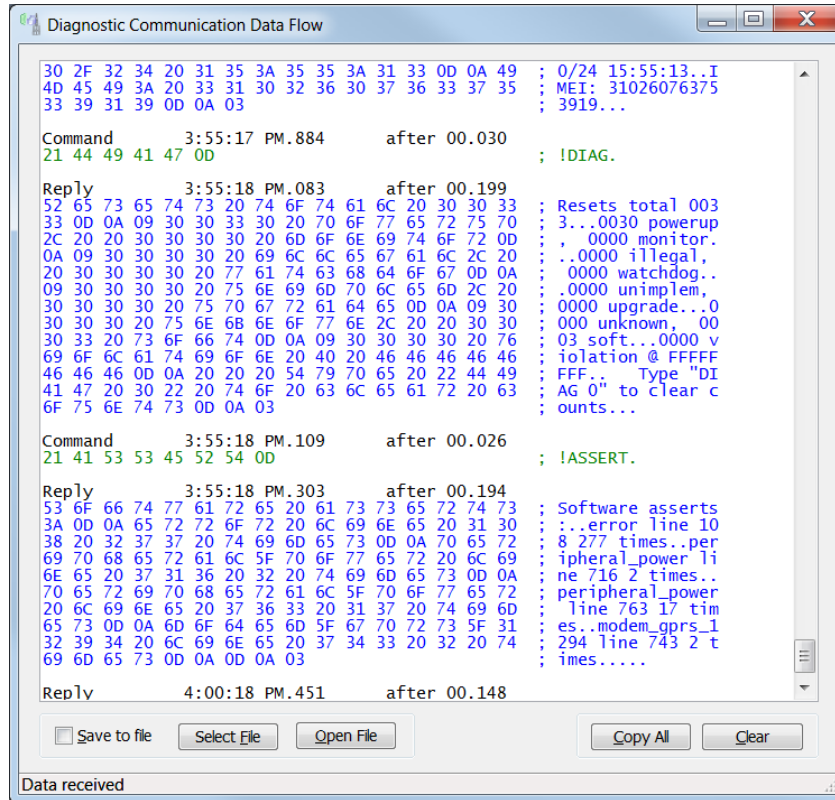 Diagnostic Communication Data Flow
30 2F 32 34 20 31 35 3A 35 35 3A 31 33 0D 0A 49 ; 0/24 15:55:13..I
4D 45 49 3A 20 33 31 30 32 36 30 37 36 33 37 35 ; MEI: 31026076375
33 39 31 39 0D 0A 03 ; 3919...
Command 3:55:17 PM.884 after 00.030
21 44 49 41 47 0D ; !DIAG.
Reply 3:55:18 PM.083 after 00.199
52 65 73 65 74 73 20 74 6F 74 61 6C 20 30 30 33 ; Resets total 003
33 0D 0A 09 30 30 33 30 20 70 6F 77 65 72 75 70 ; 3...0030 powerup
2C 20 20 30 30 30 30 20 6D 6F 6E 69 74 6F 72 0D ; ,  0000 monitor.
0A 09 30 30 30 30 20 69 6C 6C 65 67 61 6C 2C 20 ; ..0000 illegal,
20 30 30 30 30 20 77 61 74 63 68 64 6F 67 0D 0A ;  0000 watchdog..
09 30 30 30 30 20 75 6E 69 6D 70 6C 65 6D 2C 20 ; .0000 unimplem,
30 30 30 30 20 75 70 67 72 61 64 65 0D 0A 09 30 ; 0000 upgrade...0
30 30 30 20 75 6E 6B 6E 6F 77 6E 2C 20 20 30 30 ; 000 unknown,  00
30 33 20 73 6F 66 74 0D 0A 09 30 30 30 30 20 76 ; 03 soft...0000 v
69 6F 6C 61 74 69 6F 6E 20 40 20 46 46 46 46 46 ; iolation @ FFFFF
46 46 46 0D 0A 20 20 20 54 79 70 65 20 22 44 49 ; FFF..   Type "DI
41 47 20 30 22 20 74 6F 20 63 6C 65 61 72 20 63 ; AG 0" to clear c
6F 75 6E 74 73 0D 0A 03 ; ounts...
Command 3:55:18 PM.109 after 00.026
21 41 53 53 45 52 54 0D ; !ASSERT.
Reply 3:55:18 PM.303 after 00.194
53 6F 66 74 77 61 72 65 20 61 73 73 65 72 74 73 ; Software asserts
3A 0D 0A 65 72 72 6F 72 20 6C 69 6E 65 20 31 30 ; :..error line 10
38 20 32 37 37 20 74 69 6D 65 73 0D 0A 70 65 72 ; 8 277 times..per
69 70 68 65 72 61 6C 5F 70 6F 77 65 72 20 6C 69 ; ipheral_power li
6E 65 20 37 31 36 20 32 20 74 69 6D 65 73 0D 0A ; ne 716 2 times..
70 65 72 69 70 68 65 72 61 6C 5F 70 6F 77 65 72 ; peripheral_power
20 6C 69 6E 65 20 37 36 33 20 31 37 20 74 69 6D ;  line 763 17 tim
65 73 0D 0A 6D 6F 64 65 6D 5F 67 70 72 73 5F 31 ; es..modem_gprs_1
32 39 34 20 6C 69 6E 65 20 37 34 33 20 32 20 74 ; 294 line 743 2 t
69 6D 65 73 0D 0A 0D 0A 03 ; imes.....
Reply 4:00:18 PM.451 after 00.148
Save to file Select File Open File Copy All Clear
Data received